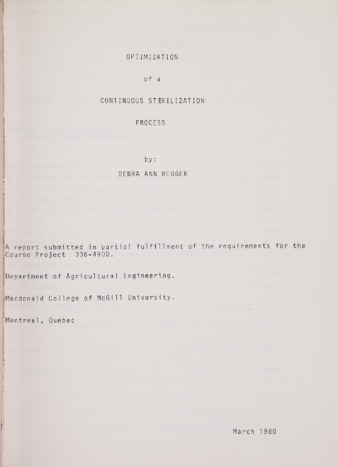 OPTIMIZATION
of a
CONTINUOUS STERILIZATION
PROCESS
by:
DEBRA ANN HEGGER
A report submitted in partial fulfillment of the requirements for the
Course Project 336-490D.
Department of Agricultural Engineering.
Macdonald College of McGill University.
Montreal, Quebec
March 1980